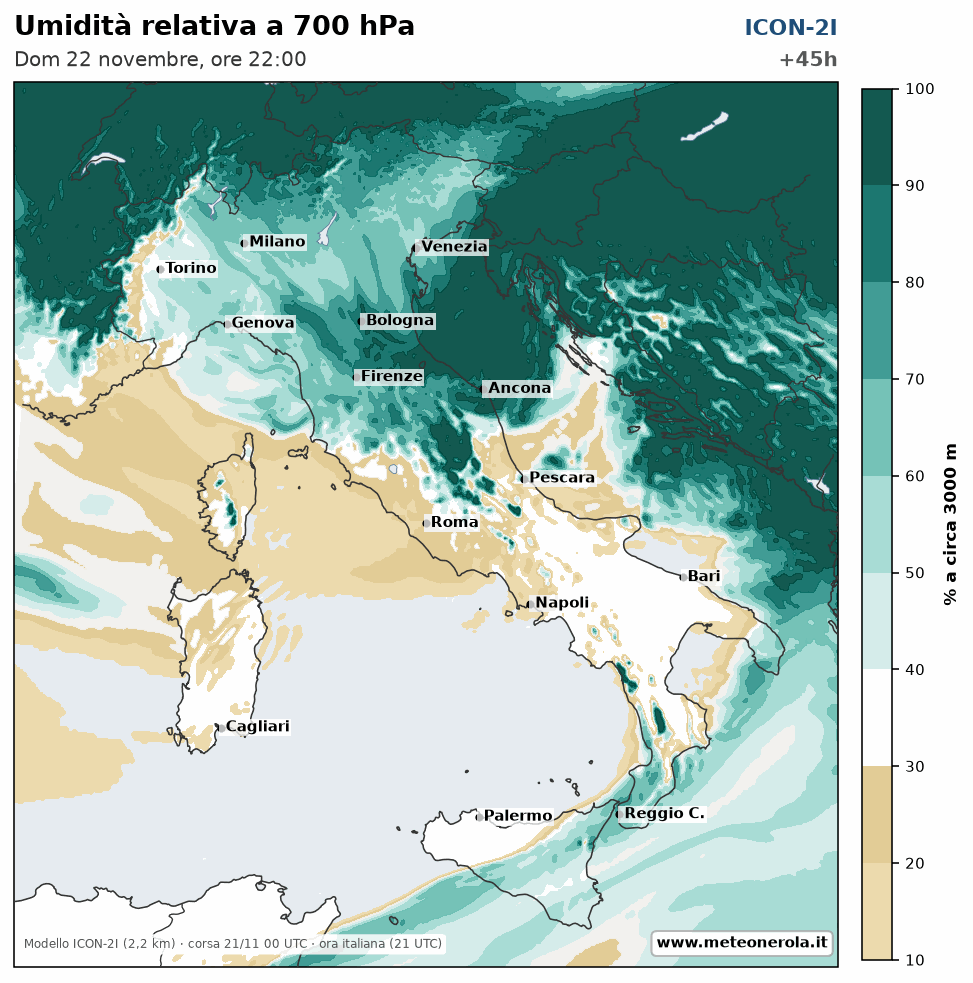 Umidità relativa a 700 hPa
ICON-2I
Dom 22 novembre, ore 22:00
+45h
100
90
80
70
60
50
40
30
20
10
% a circa 3000 m
Milano
Venezia
Torino
Genova
Bologna
Firenze
Ancona
Pescara
Roma
Bari
Napoli
Cagliari
Palermo
Reggio C.
Modello ICON-2I (2,2 km) · corsa 21/11 00 UTC · ora italiana (21 UTC)
www.meteonerola.it